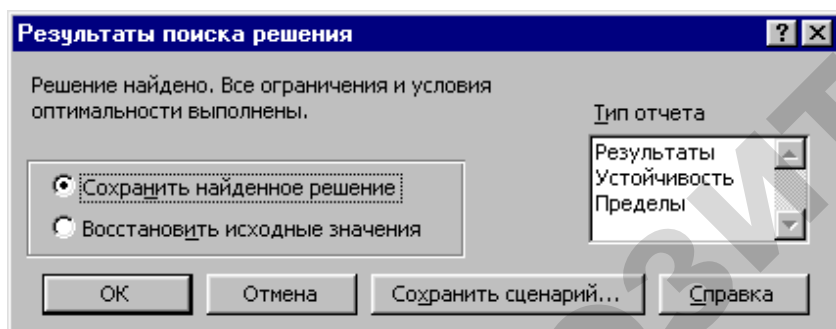 Результаты поиска решения
Решение найдено. Все ограничения и условия
оптимальности выполнены.
Тип отчета
Результаты
Устойчивость
Пределы
Сохранить найденное решение
Восстановить исходные значения
ОК
Отмена
Сохранить сценарий...
Справка